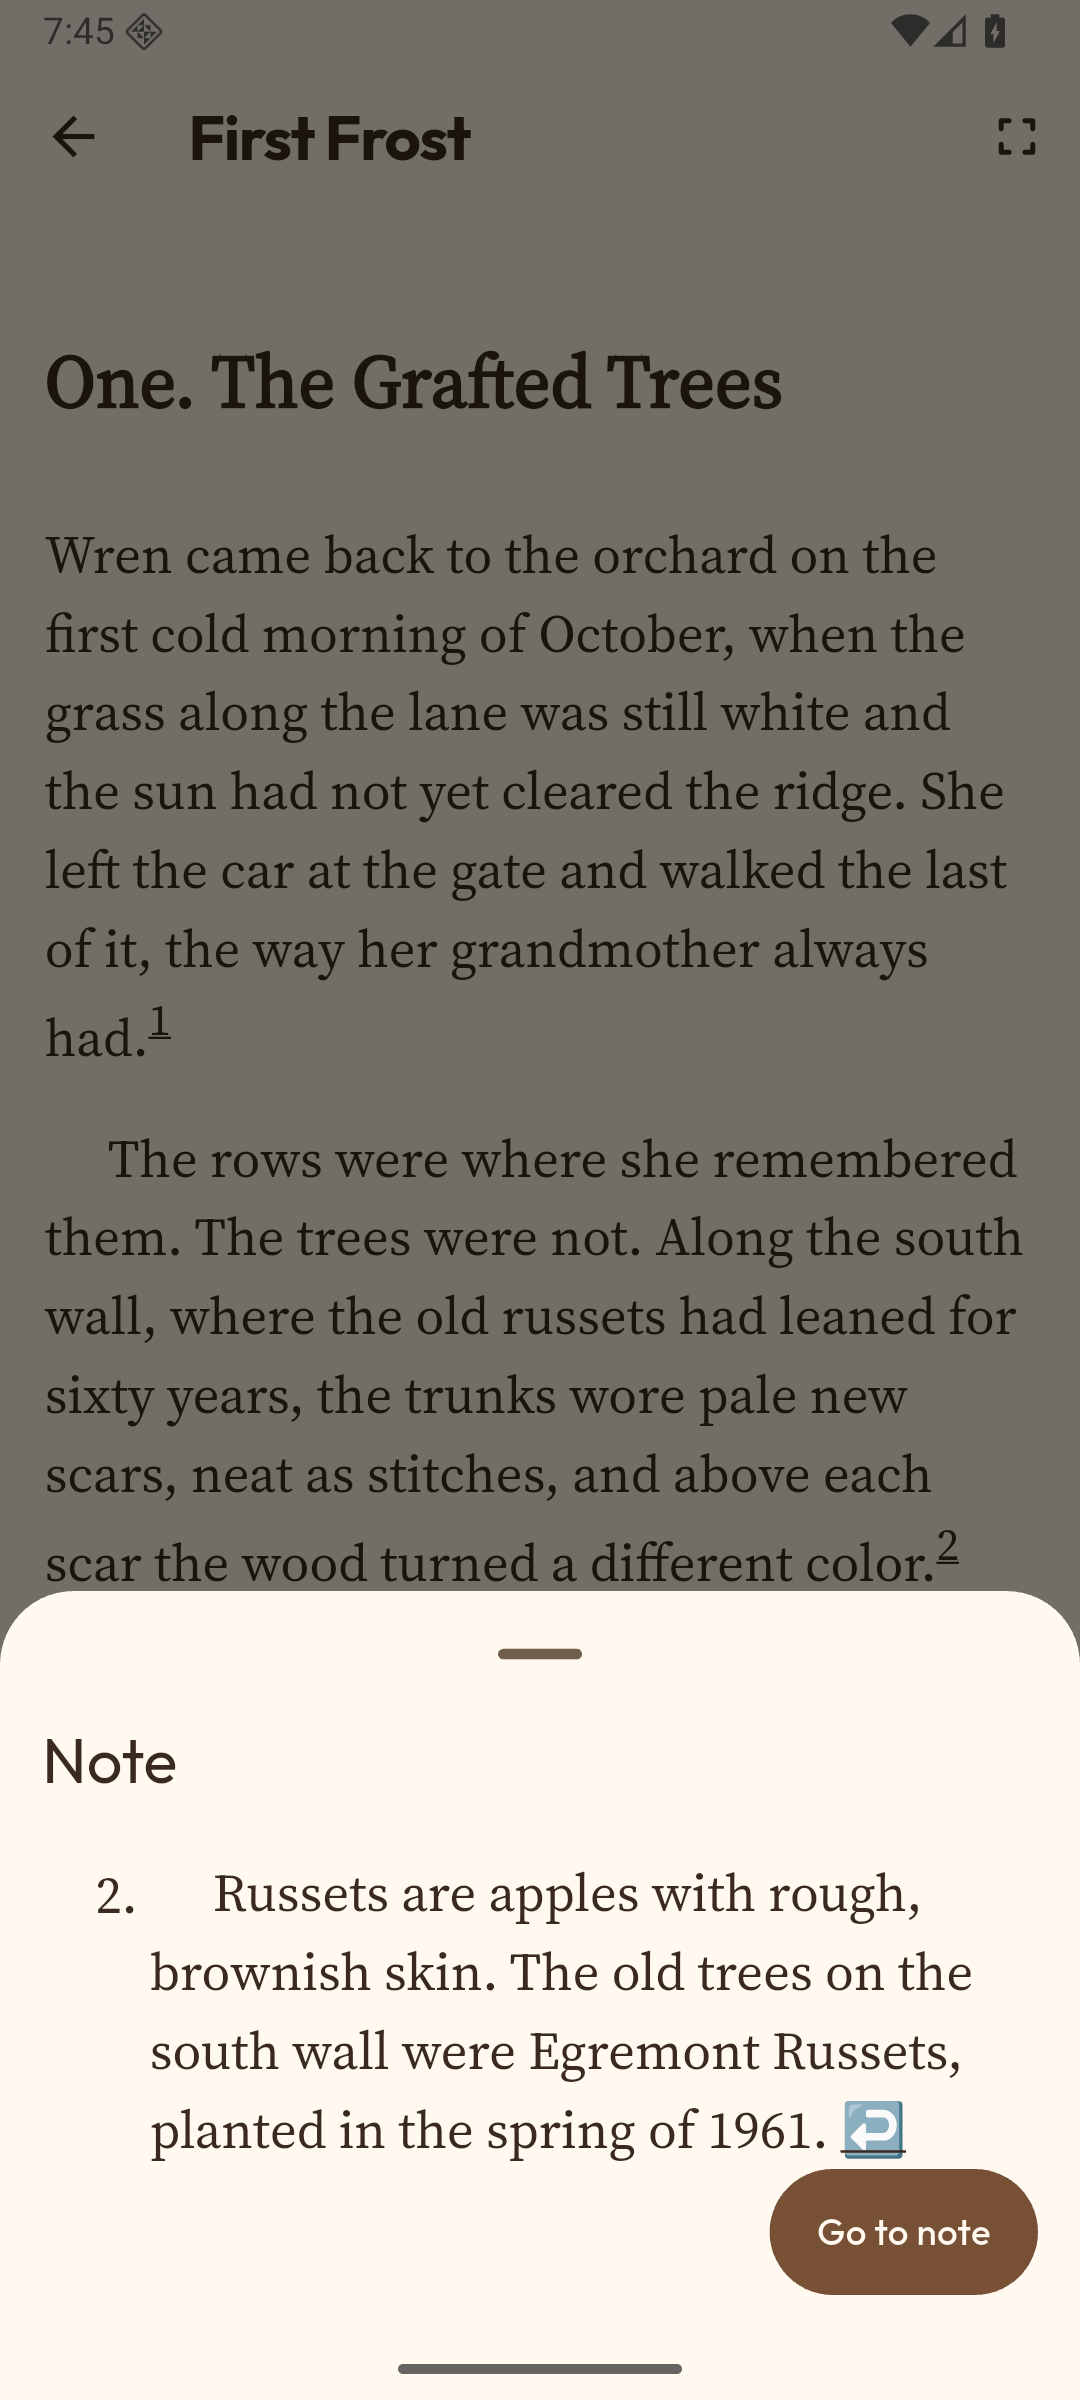 7:45
First Frost
One. The Grafted Trees
Wren came back to the orchard on the
first cold morning of October, when the
grass along the lane was still white and
the sun had not yet cleared the ridge. She
left the car at the gate and walked the last
of it, the way her grandmother always
had.1
The rows were where she remembered
them. The trees were not. Along the south
wall, where the old russets had leaned for
sixty years, the trunks wore pale new
scars, neat as stitches, and above each
scar the wood turned a different color.2
Note
2. Russets are apples with rough,
brownish skin. The old trees on the
south wall were Egremont Russets,
planted in the spring of 1961. ↩️
Go to note